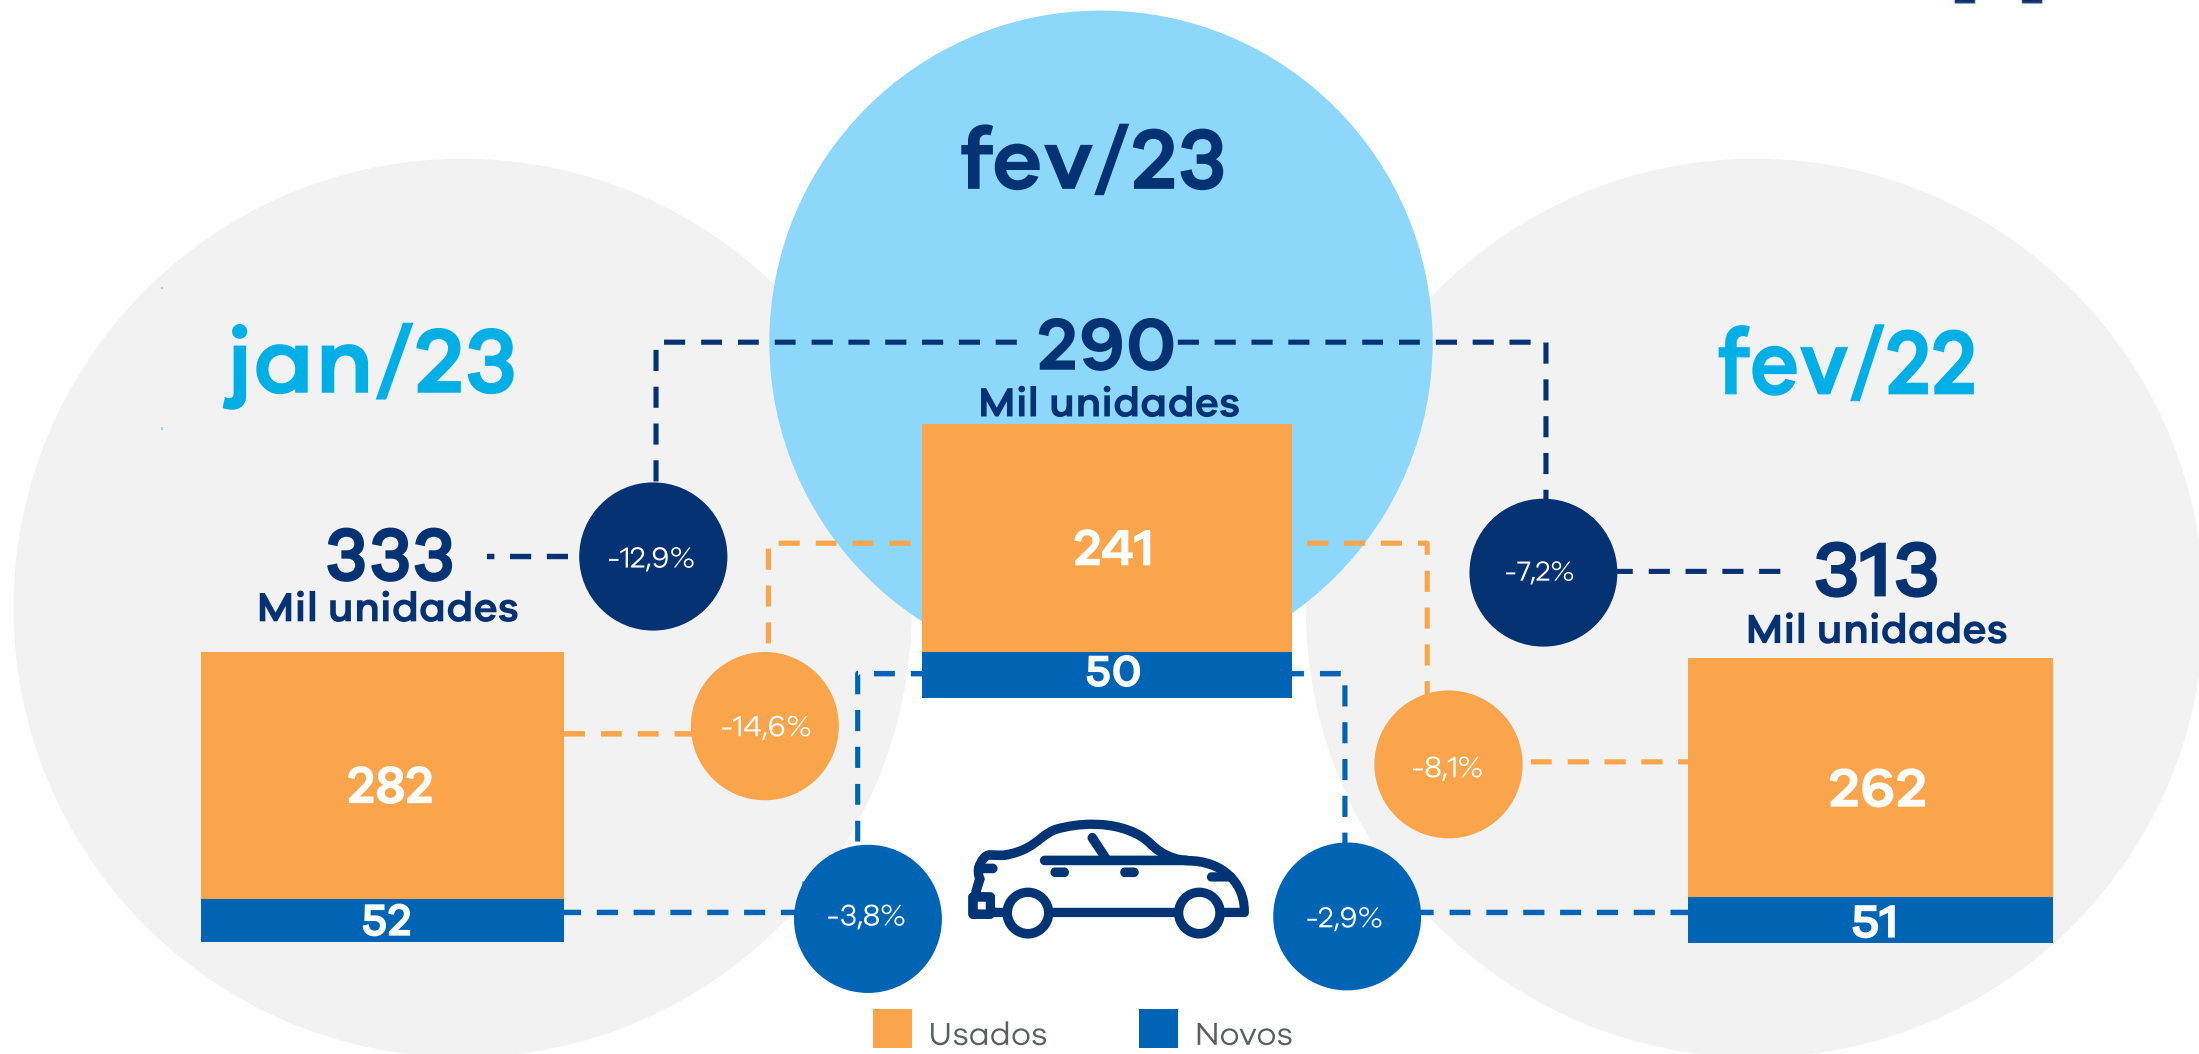 fev/23
290
Mil unidades
241
50
jan/23
333
Mil unidades
282
52
-12,9%
-14,6%
-3,8%
fev/22
313
Mil unidades
262
51
-7,2%
-8,1%
-2,9%
Usados
Novos